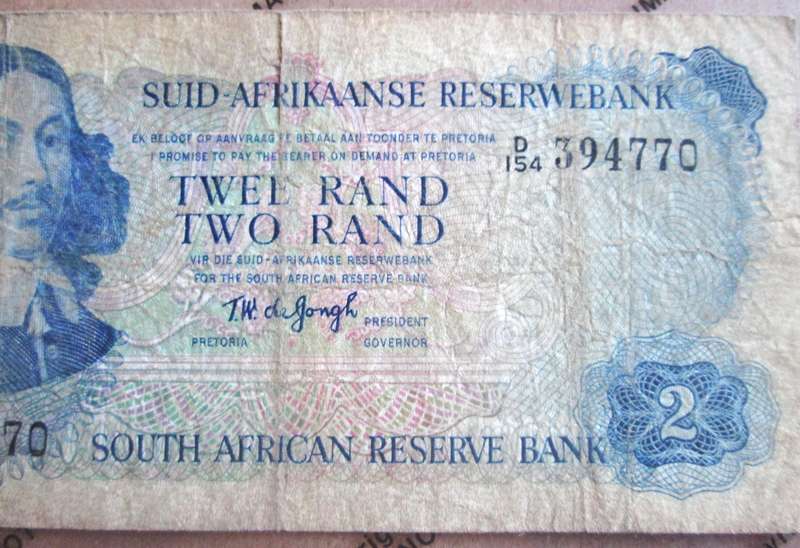 SUID-AFRIKAANSE RESERWEBANK
EK BELOOF OP AANVRAAG TE BETAAL AAN TOONDER TE PRETORIA
I PROMISE TO PAY THE BEARER ON DEMAND AT PRETORIA
D/154 394770
TWEE RAND
TWO RAND
VIR DIE SUID-AFRIKAANSE RESERWEBANK
FOR THE SOUTH AFRICAN RESERVE BANK
T.W. de Jongh
PRESIDENT
PRETORIA GOVERNOR
2
70
SOUTH AFRICAN RESERVE BANK